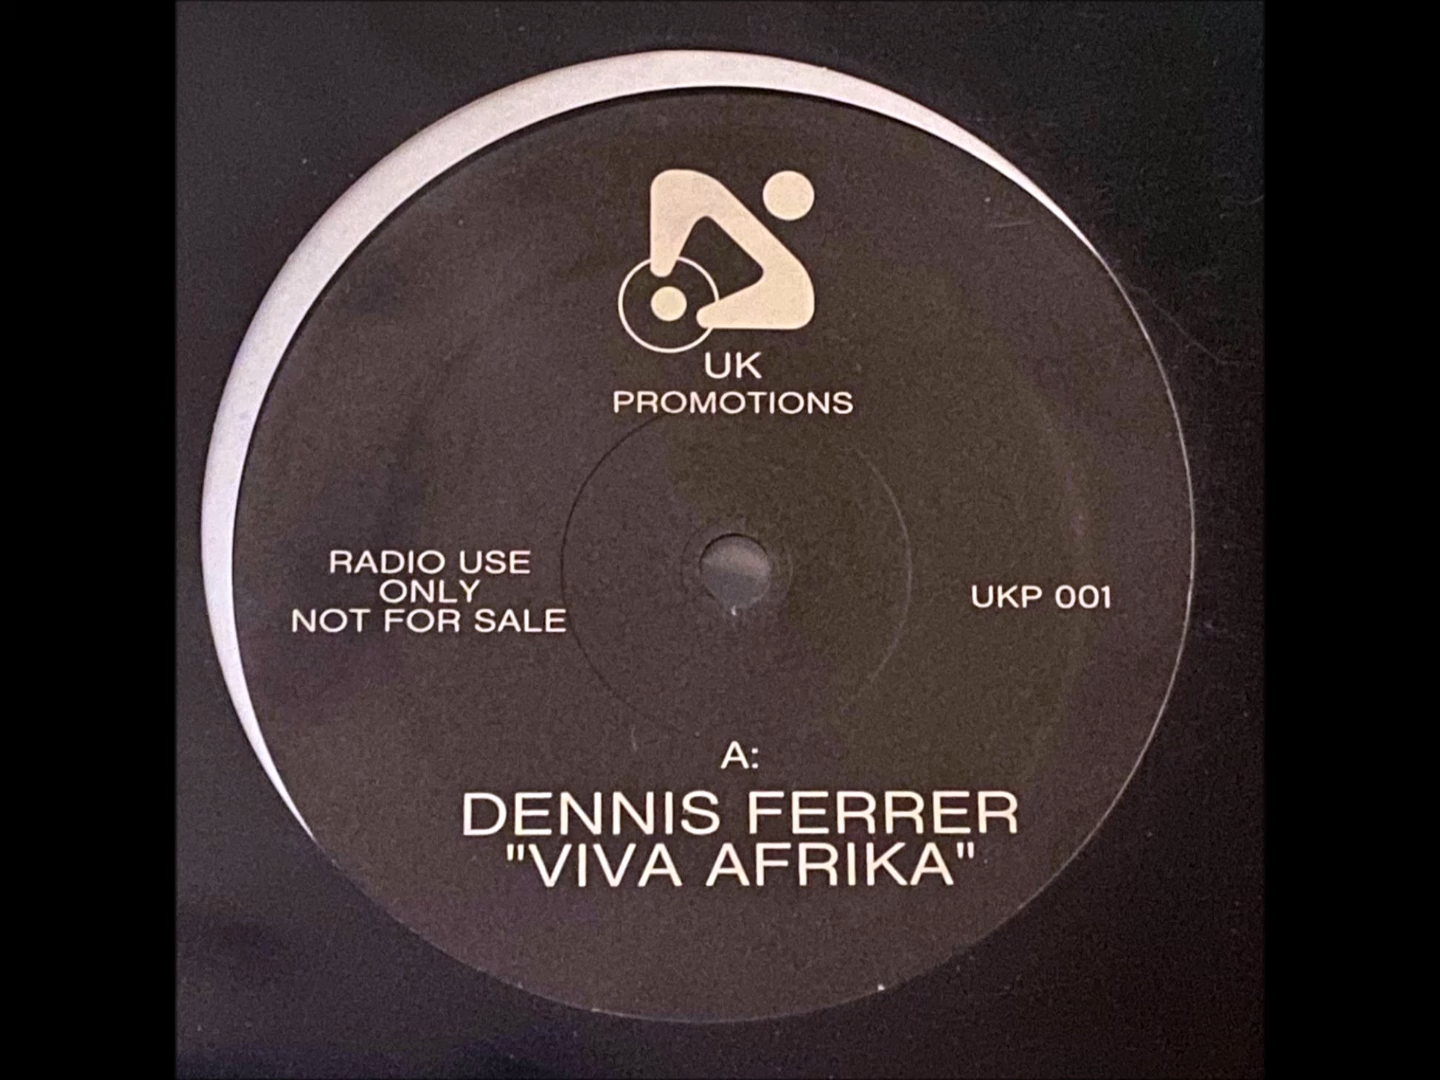 UK
PROMOTIONS
RADIO USE
ONLY
NOT FOR SALE
UKP 001
A:
DENNIS FERRER
"VIVA AFRIKA"